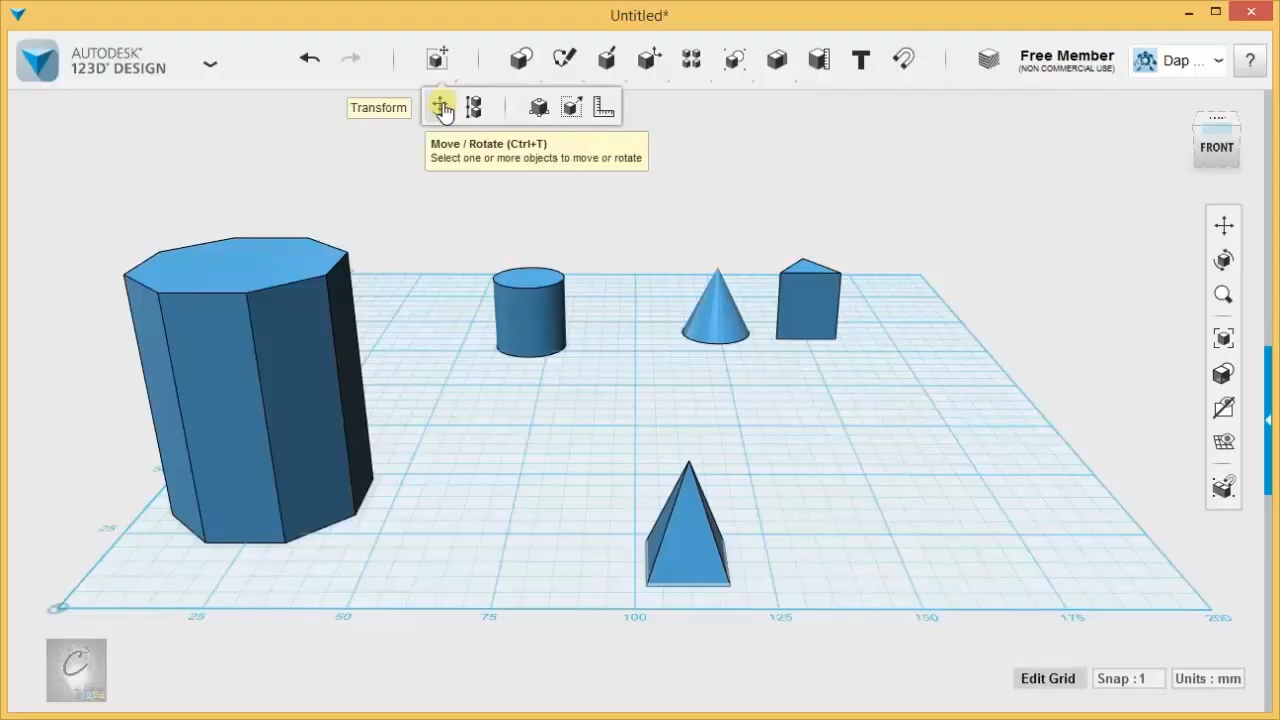 Untitled*
AUTODESK®
123D® DESIGN
Free Member
(NON COMMERCIAL USE)
Dap ...
?
Transform
Move / Rotate (Ctrl+T)
Select one or more objects to move or rotate
FRONT
25
25
50
75
100
125
150
175
200
Edit Grid
Snap : 1
Units : mm